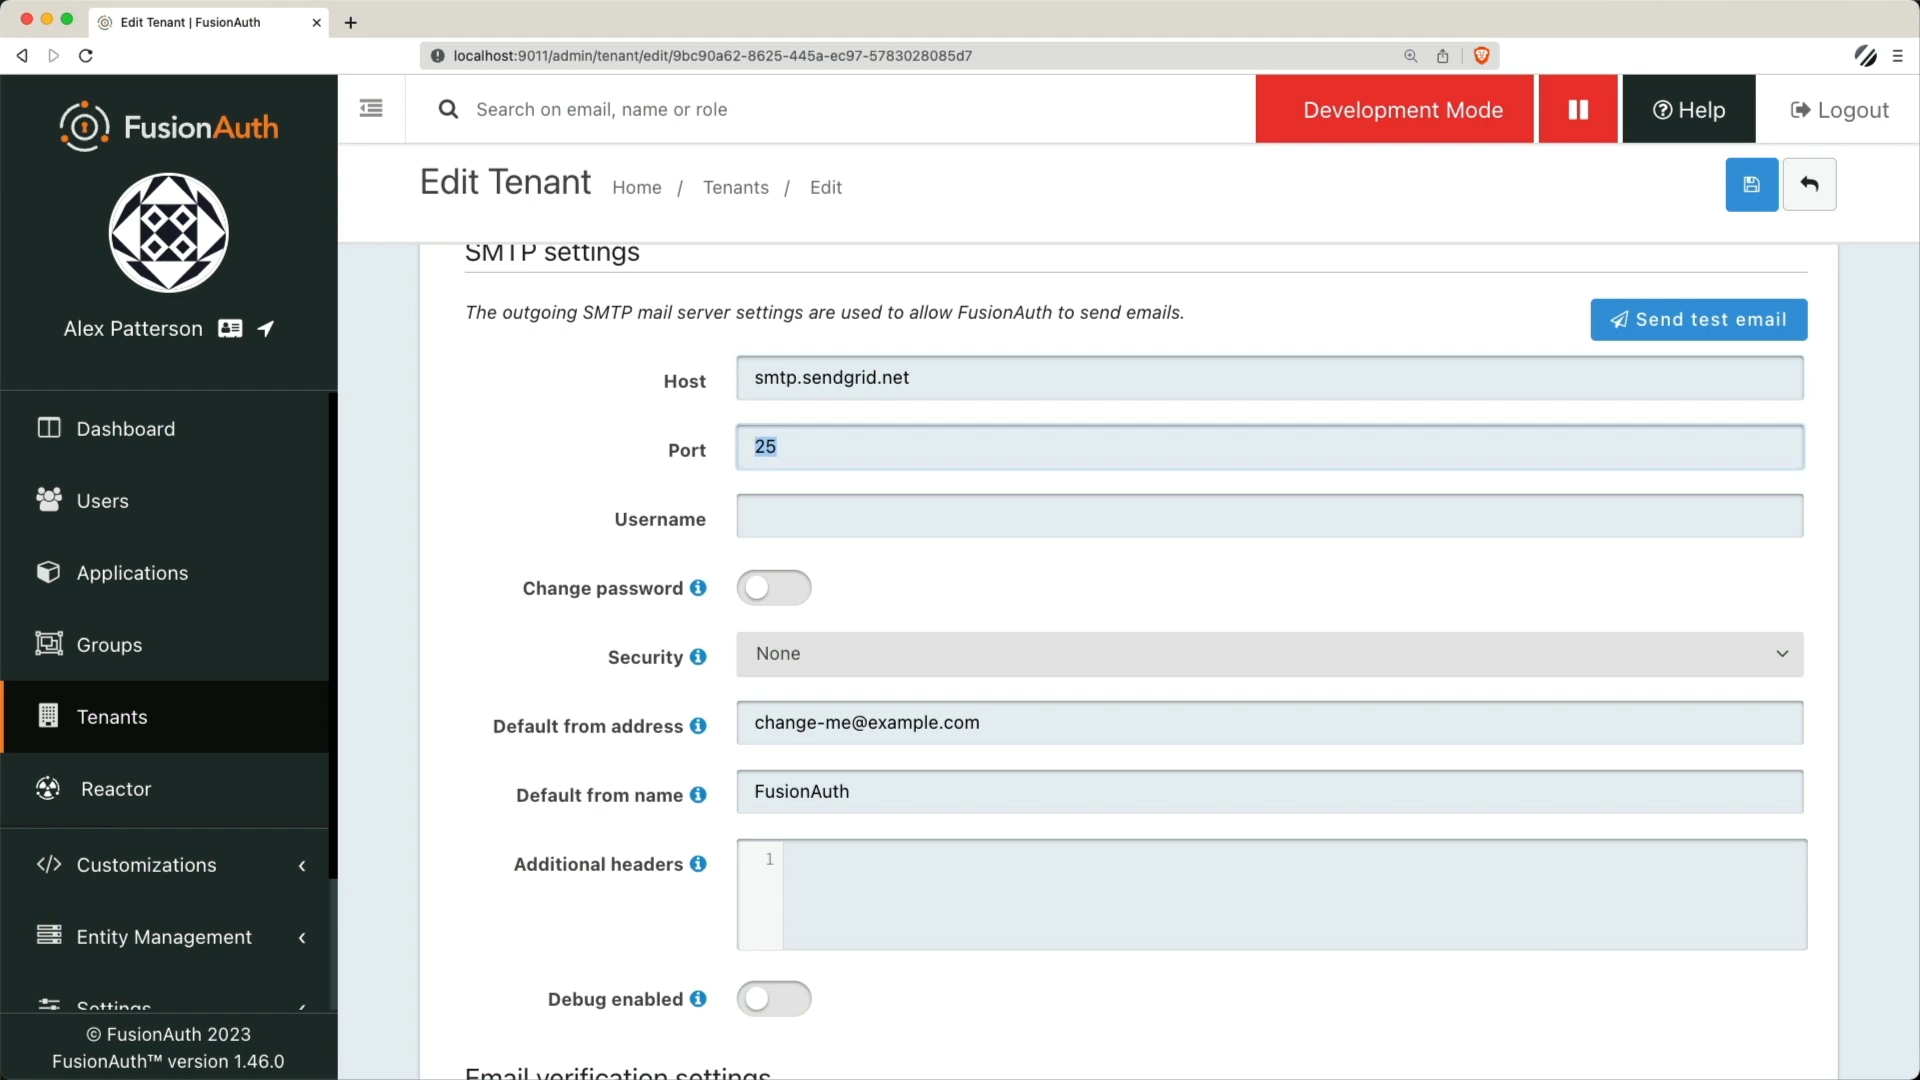 Edit Tenant | FusionAuth
localhost:9011/admin/tenant/edit/9bc90a62-8625-445a-ec97-5783028085d7
FusionAuth
Search on email, name or role
Development Mode
Help
Logout
Edit Tenant
Home / Tenants / Edit
Alex Patterson
Dashboard
Users
Applications
Groups
Tenants
Reactor
Customizations
Entity Management
Settings
© FusionAuth 2023
FusionAuth™ version 1.46.0
SMTP settings
The outgoing SMTP mail server settings are used to allow FusionAuth to send emails.
Send test email
Host
smtp.sendgrid.net
Port
25
Username
Change password
Security
None
Default from address
change-me@example.com
Default from name
FusionAuth
Additional headers
1
Debug enabled
Email verification settings